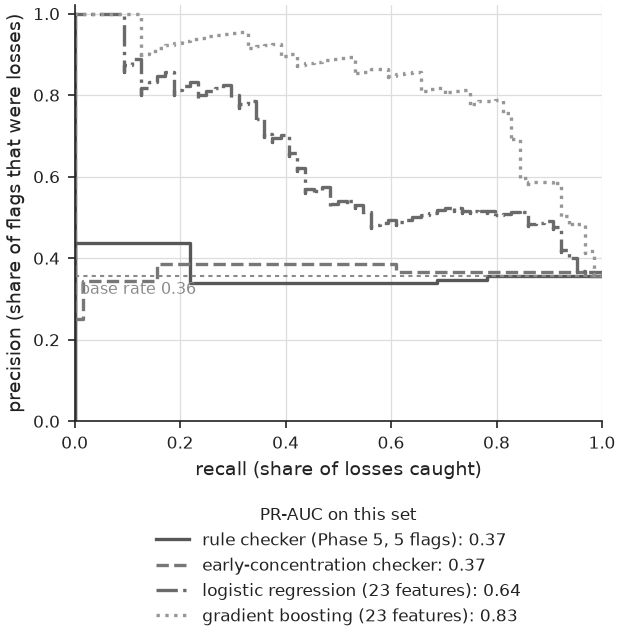 1.0
0.8
0.6
0.4
0.2
0.0
precision (share of flags that were losses)
base rate 0.36
0.0 0.2 0.4 0.6 0.8 1.0
recall (share of losses caught)
PR-AUC on this set
rule checker (Phase 5, 5 flags): 0.37
early-concentration checker: 0.37
logistic regression (23 features): 0.64
gradient boosting (23 features): 0.83